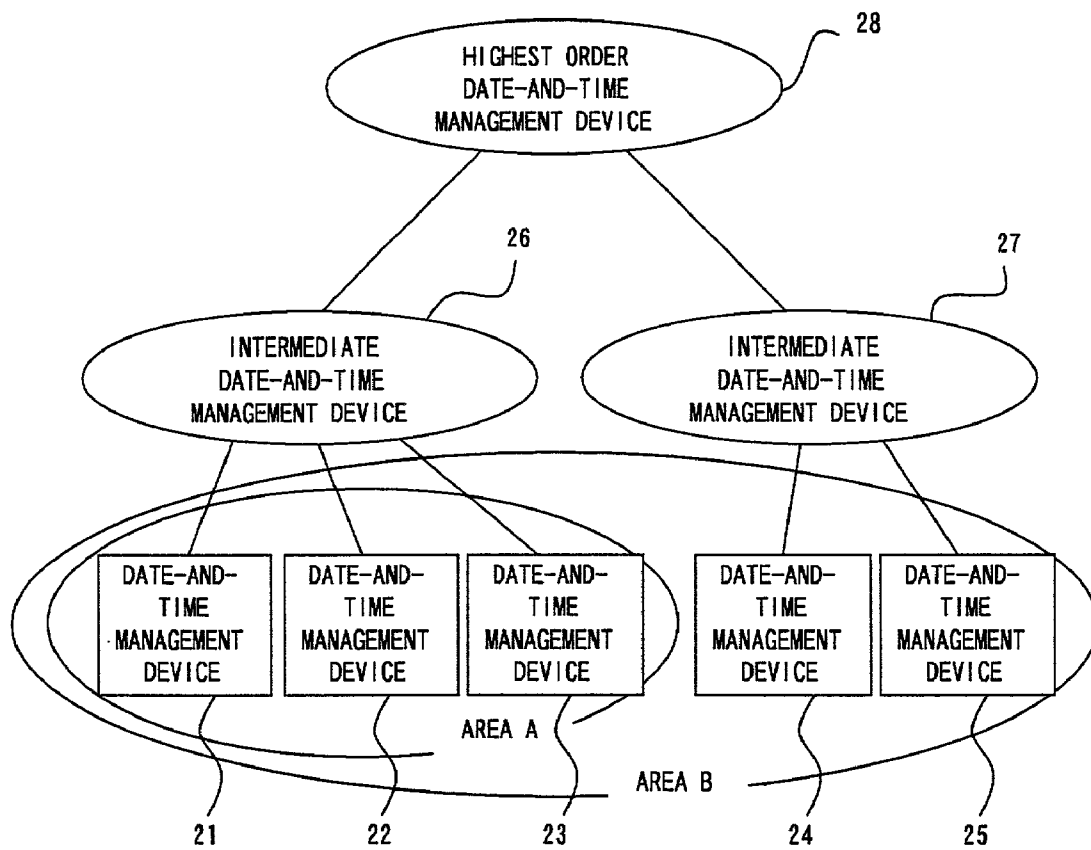 28
HIGHEST ORDER
DATE-AND-TIME
MANAGEMENT DEVICE
26
27
INTERMEDIATE
DATE-AND-TIME
MANAGEMENT DEVICE
INTERMEDIATE
DATE-AND-TIME
MANAGEMENT DEVICE
DATE-AND-
TIME
MANAGEMENT
DEVICE
DATE-AND-
TIME
MANAGEMENT
DEVICE
DATE-AND-
TIME
MANAGEMENT
DEVICE
DATE-AND-
TIME
MANAGEMENT
DEVICE
DATE-AND-
TIME
MANAGEMENT
DEVICE
AREA A
AREA B
21
22
23
24
25